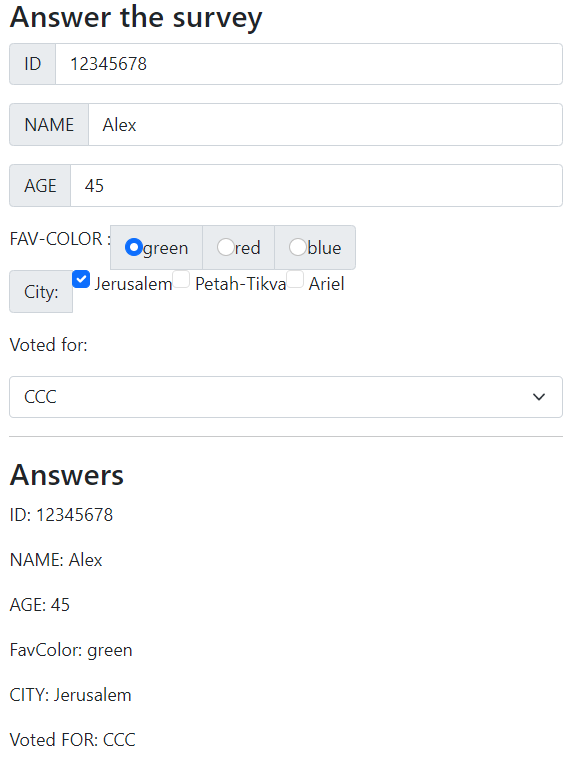 Answer the survey
ID 12345678
NAME Alex
AGE 45
FAV-COLOR : green red blue
City: Jerusalem Petah-Tikva Ariel
Voted for:
CCC
Answers
ID: 12345678
NAME: Alex
AGE: 45
FavColor: green
CITY: Jerusalem
Voted FOR: CCC